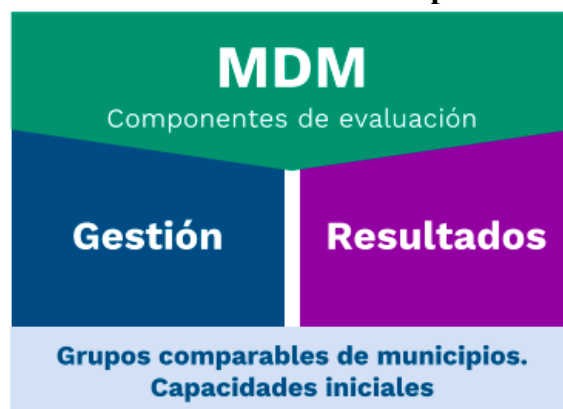 MDM
Componentes de evaluación
Gestión
Resultados
Grupos comparables de municipios.
Capacidades iniciales